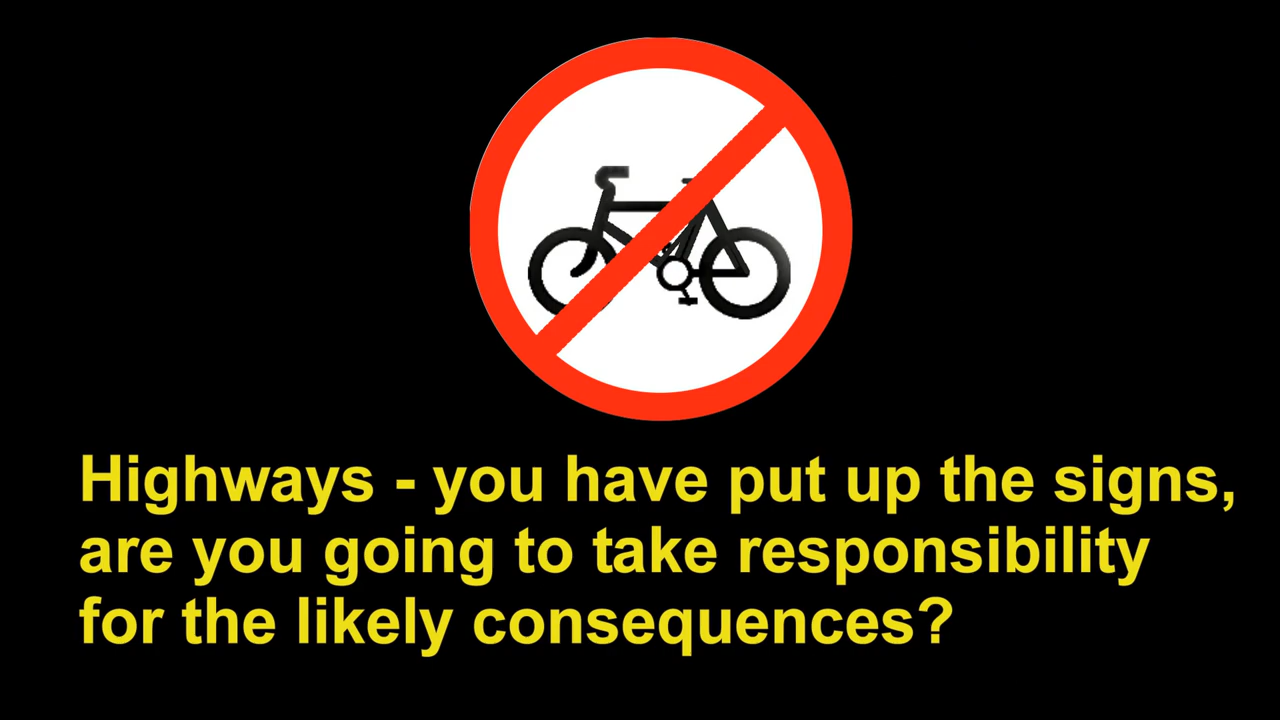 Highways - you have put up the signs,
are you going to take responsibility
for the likely consequences?